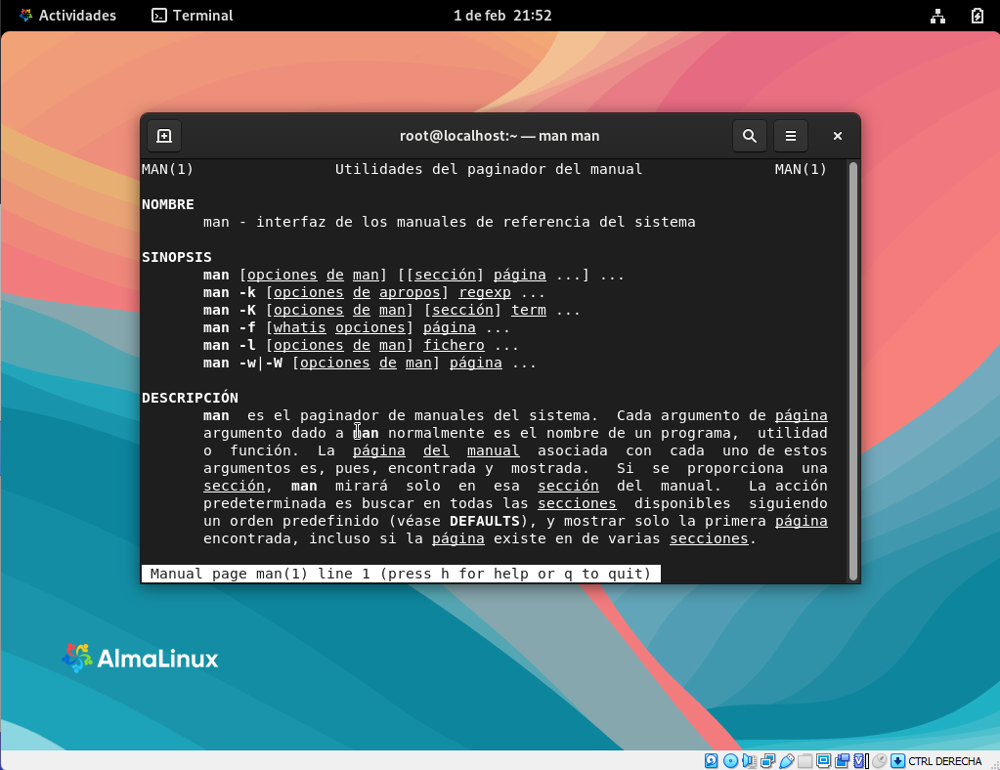 Actividades Terminal 1 de feb 21:52
root@localhost:~ — man man
MAN(1) Utilidades del paginador del manual MAN(1)
NOMBRE
man - interfaz de los manuales de referencia del sistema
SINOPSIS
man [opciones de man] [[sección] página ...] ...
man -k [opciones de apropos] regexp ...
man -K [opciones de man] [sección] term ...
man -f [whatis opciones] página ...
man -l [opciones de man] fichero ...
man -w|-W [opciones de man] página ...
DESCRIPCIÓN
man es el paginador de manuales del sistema. Cada argumento de página
argumento dado a man normalmente es el nombre de un programa, utilidad
o función. La página del manual asociada con cada uno de estos
argumentos es, pues, encontrada y mostrada. Si se proporciona una
sección, man mirará solo en esa sección del manual. La acción
predeterminada es buscar en todas las secciones disponibles siguiendo
un orden predefinido (véase DEFAULTS), y mostrar solo la primera página
encontrada, incluso si la página existe en de varias secciones.
Manual page man(1) line 1 (press h for help or q to quit)
AlmaLinux
CTRL DERECHA